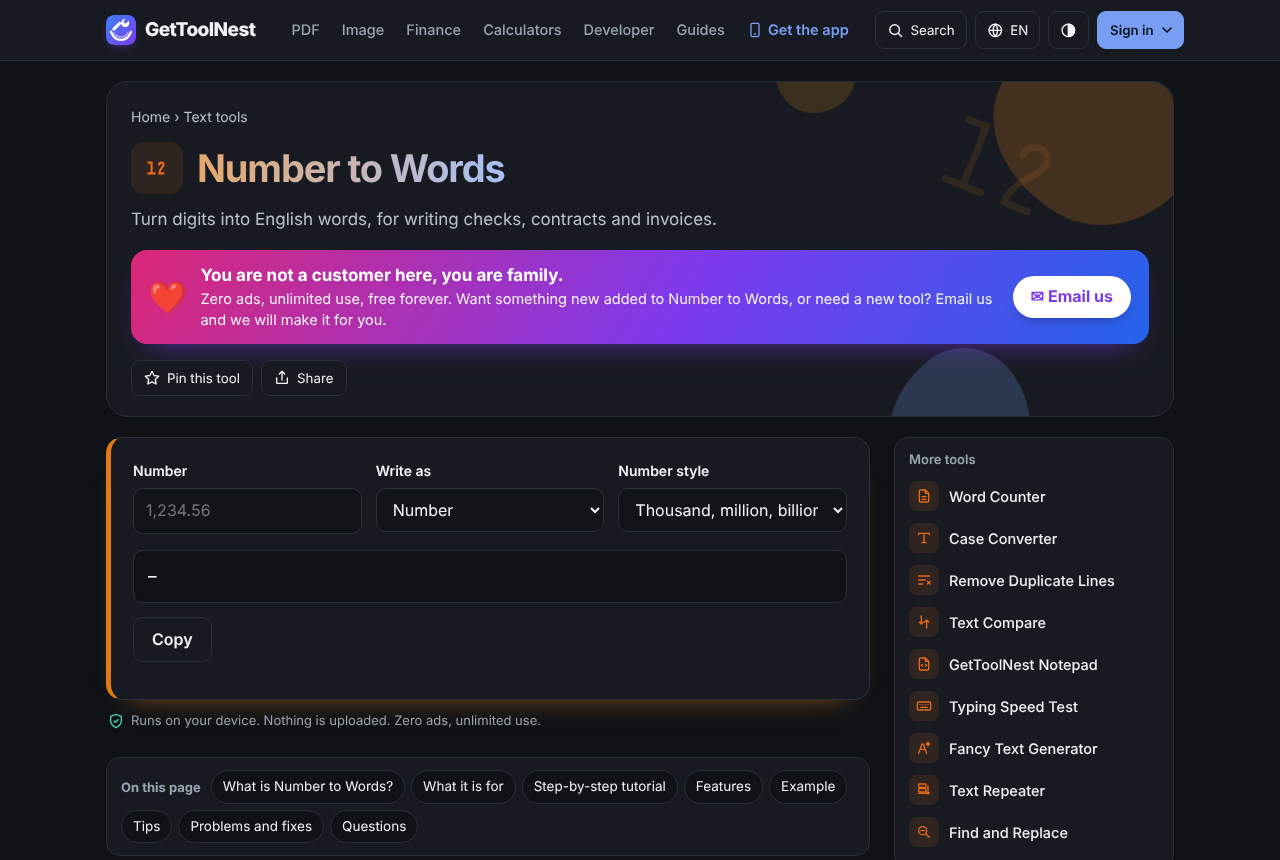 GetToolNest
PDF
Image
Finance
Calculators
Developer
Guides
Get the app
Search
EN
Sign in
Home › Text tools
12
Number to Words
12
Turn digits into English words, for writing checks, contracts and invoices.
You are not a customer here, you are family.
Zero ads, unlimited use, free forever. Want something new added to Number to Words, or need a new tool? Email us
and we will make it for you.
✉ Email us
Pin this tool
Share
Number
Write as
Number style
1,234.56
Number
Thousand, million, billion
–
Copy
Runs on your device. Nothing is uploaded. Zero ads, unlimited use.
On this page
What is Number to Words?
What it is for
Step-by-step tutorial
Features
Example
Tips
Problems and fixes
Questions
More tools
Word Counter
Case Converter
Remove Duplicate Lines
Text Compare
GetToolNest Notepad
Typing Speed Test
Fancy Text Generator
Text Repeater
Find and Replace